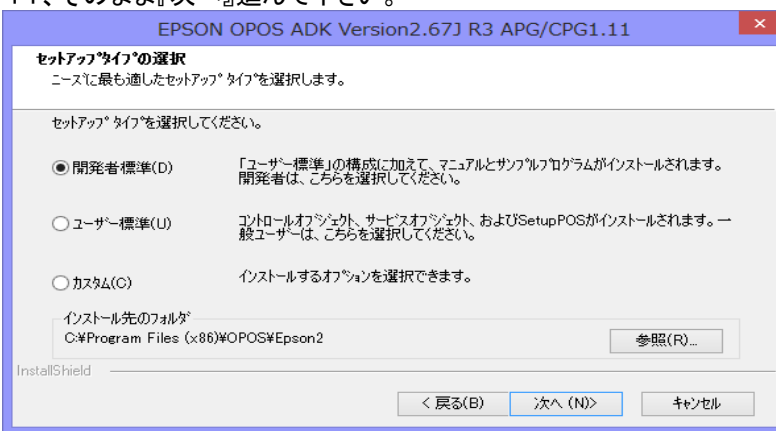 EPSON OPOS ADK Version2.67J R3 APG/CPG1.11
セットアップタイプの選択
ニーズに最も適したセットアップ タイプを選択します。
セットアップ タイプを選択してください。
開発者標準(D)
「ユーザー標準」の構成に加えて、マニュアルとサンプルプログラムがインストールされます。
開発者は、こちらを選択してください。
ユーザー標準(U)
コントロールオブジェクト、サービスオブジェクト、およびSetupPOSがインストールされます。一
般ユーザーは、こちらを選択してください。
カスタム(C)
インストールするオプションを選択できます。
インストール先のフォルダ
C:¥Program Files (x86)¥OPOS¥Epson2
参照(R)...
InstallShield
< 戻る(B)
次へ (N)>
キャンセル